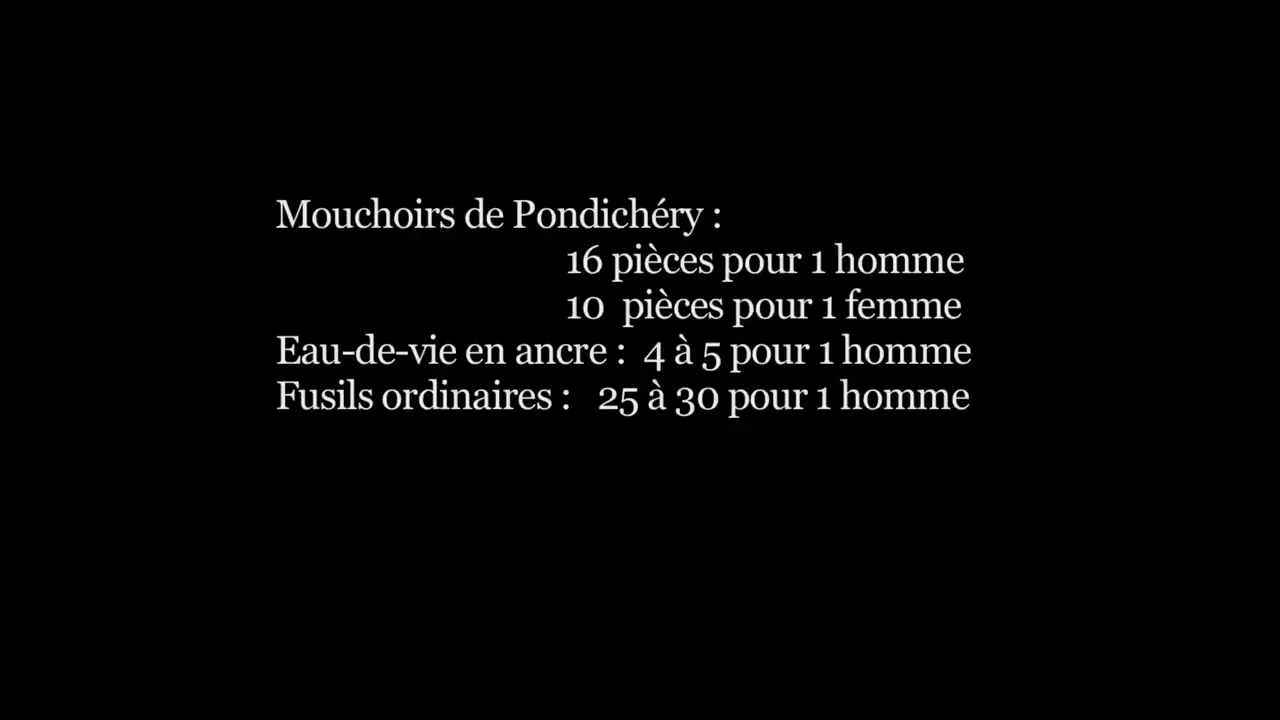 Mouchoirs de Pondichéry :
16 pièces pour 1 homme
10 pièces pour 1 femme
Eau-de-vie en ancre : 4 à 5 pour 1 homme
Fusils ordinaires : 25 à 30 pour 1 homme